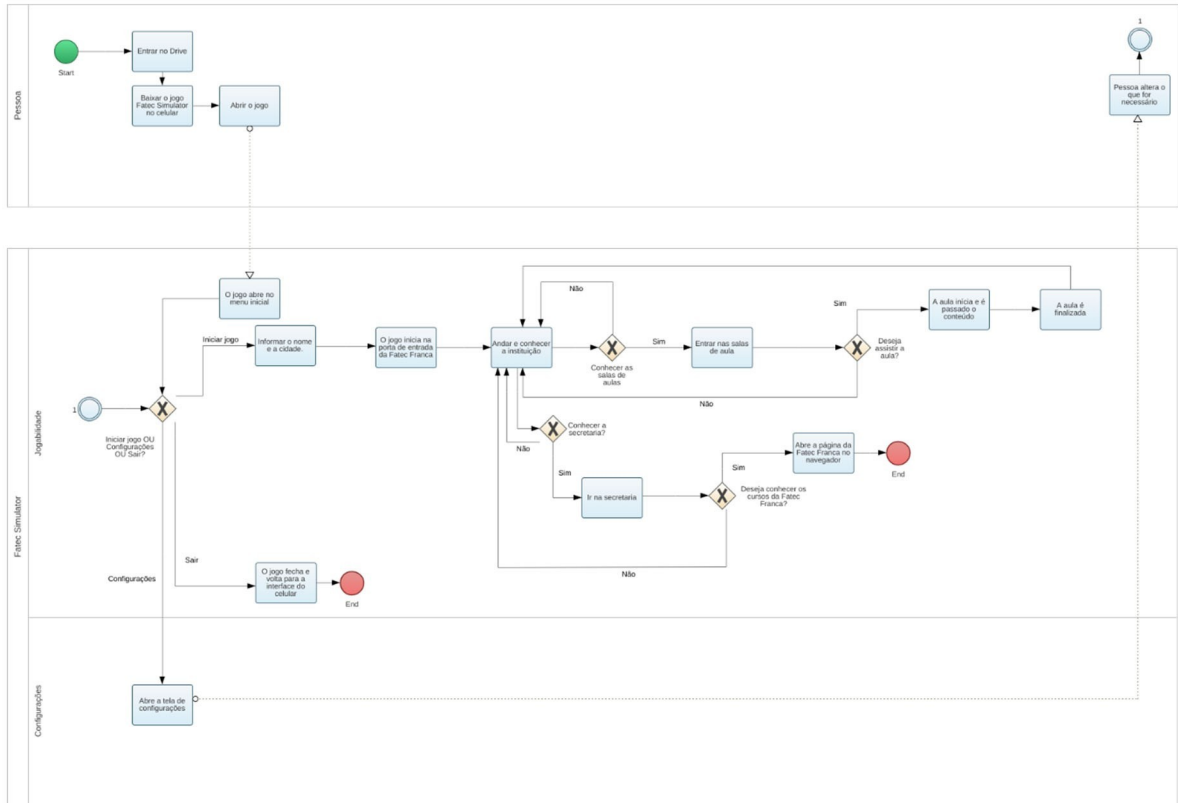 Pessoa
Start
Entrar no Drive
Baixar o jogo
Fatec Simulator
no celular
Abrir o jogo
1
Pessoa altera o
que for
necessário
Fatec Simulator
Jogabilidade
O jogo abre no
menu inicial
Iniciar jogo
Informar o nome
e a cidade.
O jogo inicia na
porta de entrada
da Fatec Franca
Andar e conhecer
a instituição
Não
Conhecer as
salas de
aulas
Sim
Entrar nas salas
de aula
Sim
Deseja
assistir a
aula?
A aula início e é
passado o
conteúdo
A aula é
finalizada
Não
1
Iniciar jogo OU
Configurações
OU Sair?
Conhecer a
secretaria?
Não
Sim
Ir na secretaria
Sim
Deseja conhecer os
cursos da Fatec
Franca?
Abre a página da
Fatec Franca no
navegador
End
Não
Sair
Configurações
O jogo fecha e
volta para a
interface do
celular
End
Configurações
Abre a tela de
configurações